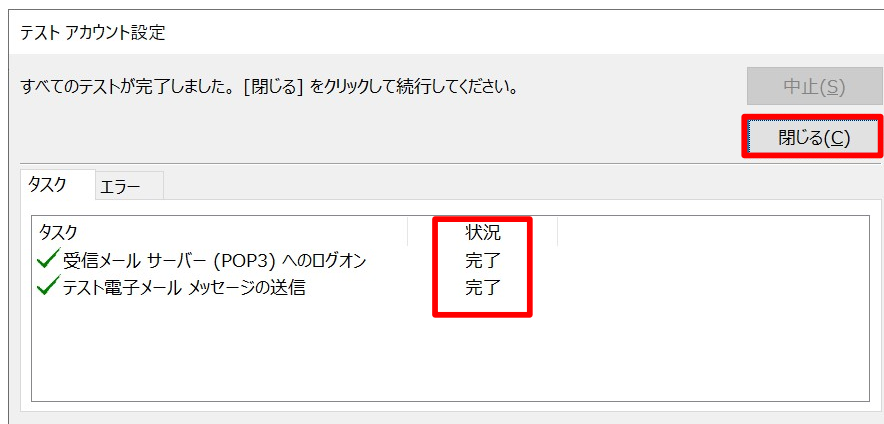 テスト アカウント設定
すべてのテストが完了しました。[閉じる] をクリックして続行してください。
中止(S)
閉じる(C)
タスク エラー
タスク 状況
受信メール サーバー (POP3) へのログオン 完了
テスト電子メール メッセージの送信 完了